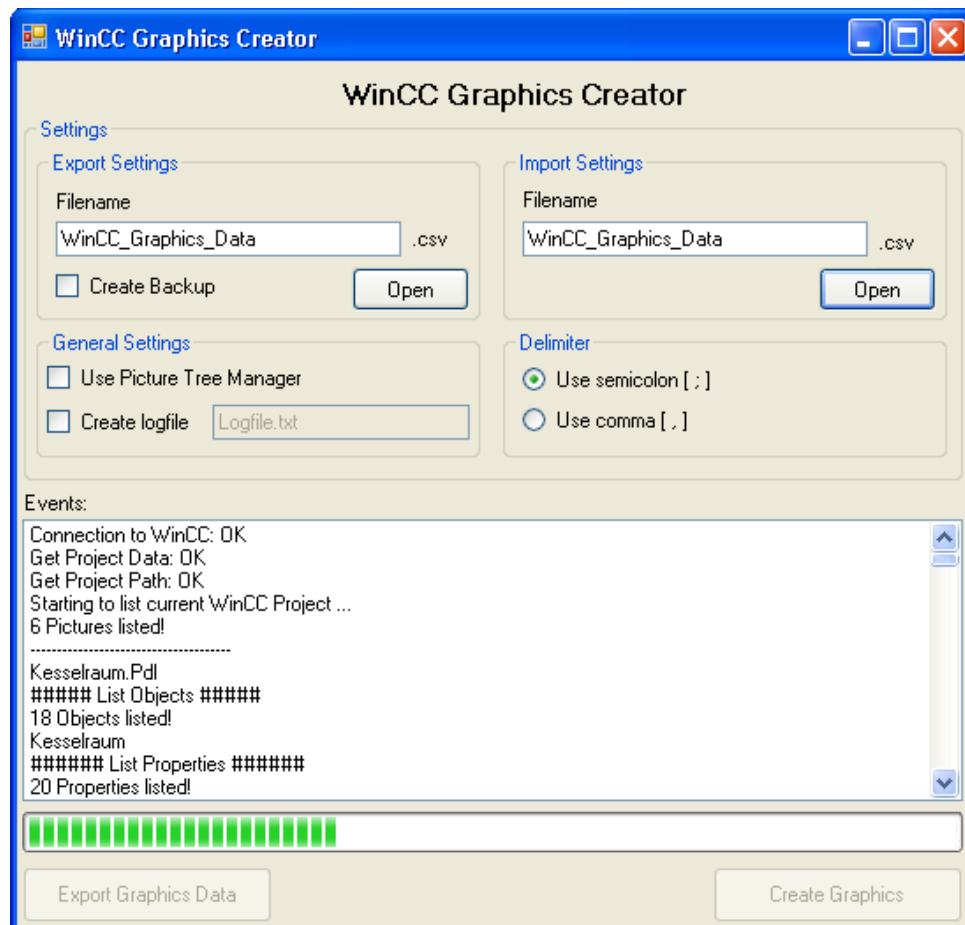 WinCC Graphics Creator
WinCC Graphics Creator
Settings
Export Settings
Filename
WinCC_Graphics_Data .csv
Create Backup Open
Import Settings
Filename
WinCC_Graphics_Data .csv
Open
General Settings
Use Picture Tree Manager
Create logfile Logfile.txt
Delimiter
Use semicolon [ ; ]
Use comma [ , ]
Events:
Connection to WinCC: OK
Get Project Data: OK
Get Project Path: OK
Starting to list current WinCC Project ...
6 Pictures listed!
--------------------------------------
Kesselraum.Pdl
##### List Objects #####
18 Objects listed!
Kesselraum
###### List Properties ######
20 Properties listed!
Export Graphics Data Create Graphics